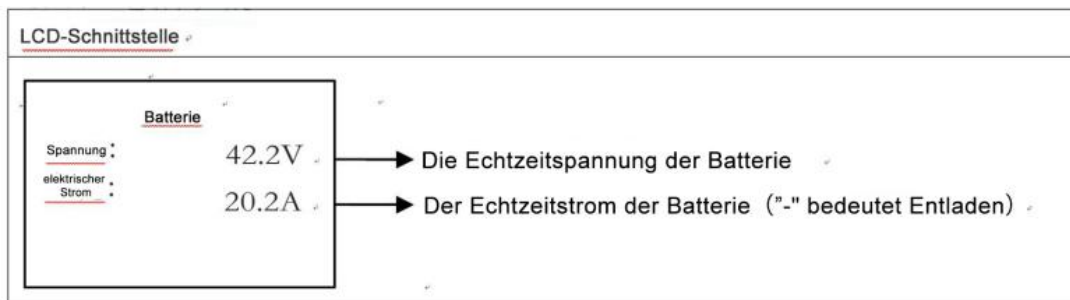 LCD-Schnittstelle
Batterie
Spannung：
42.2V
Die Echtzeitspannung der Batterie
elektrischer
Strom：
20.2A
Der Echtzeitstrom der Batterie（"-" bedeutet Entladen）